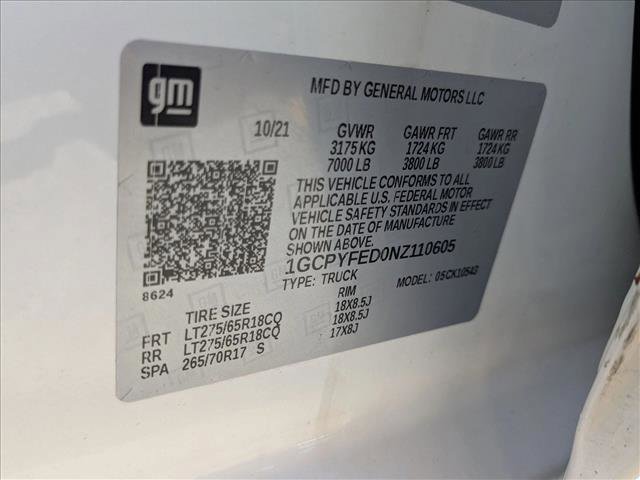 gm
MFD BY GENERAL MOTORS LLC
10/21 GVWR GAWR FRT GAWR RR
3175 KG 1724 KG 1724 KG
7000 LB 3800 LB 3800 LB
THIS VEHICLE CONFORMS TO ALL
APPLICABLE U.S. FEDERAL MOTOR
VEHICLE SAFETY STANDARDS IN EFFECT
ON THE DATE OF MANUFACTURE
SHOWN ABOVE.
1GCPYFED0NZ110605
TYPE: TRUCK MODEL: 05CK10543
8624
TIRE SIZE RIM
FRT LT275/65R18CQ 18X8.5J
RR LT275/65R18CQ 18X8.5J
SPA 265/70R17 S 17X8J